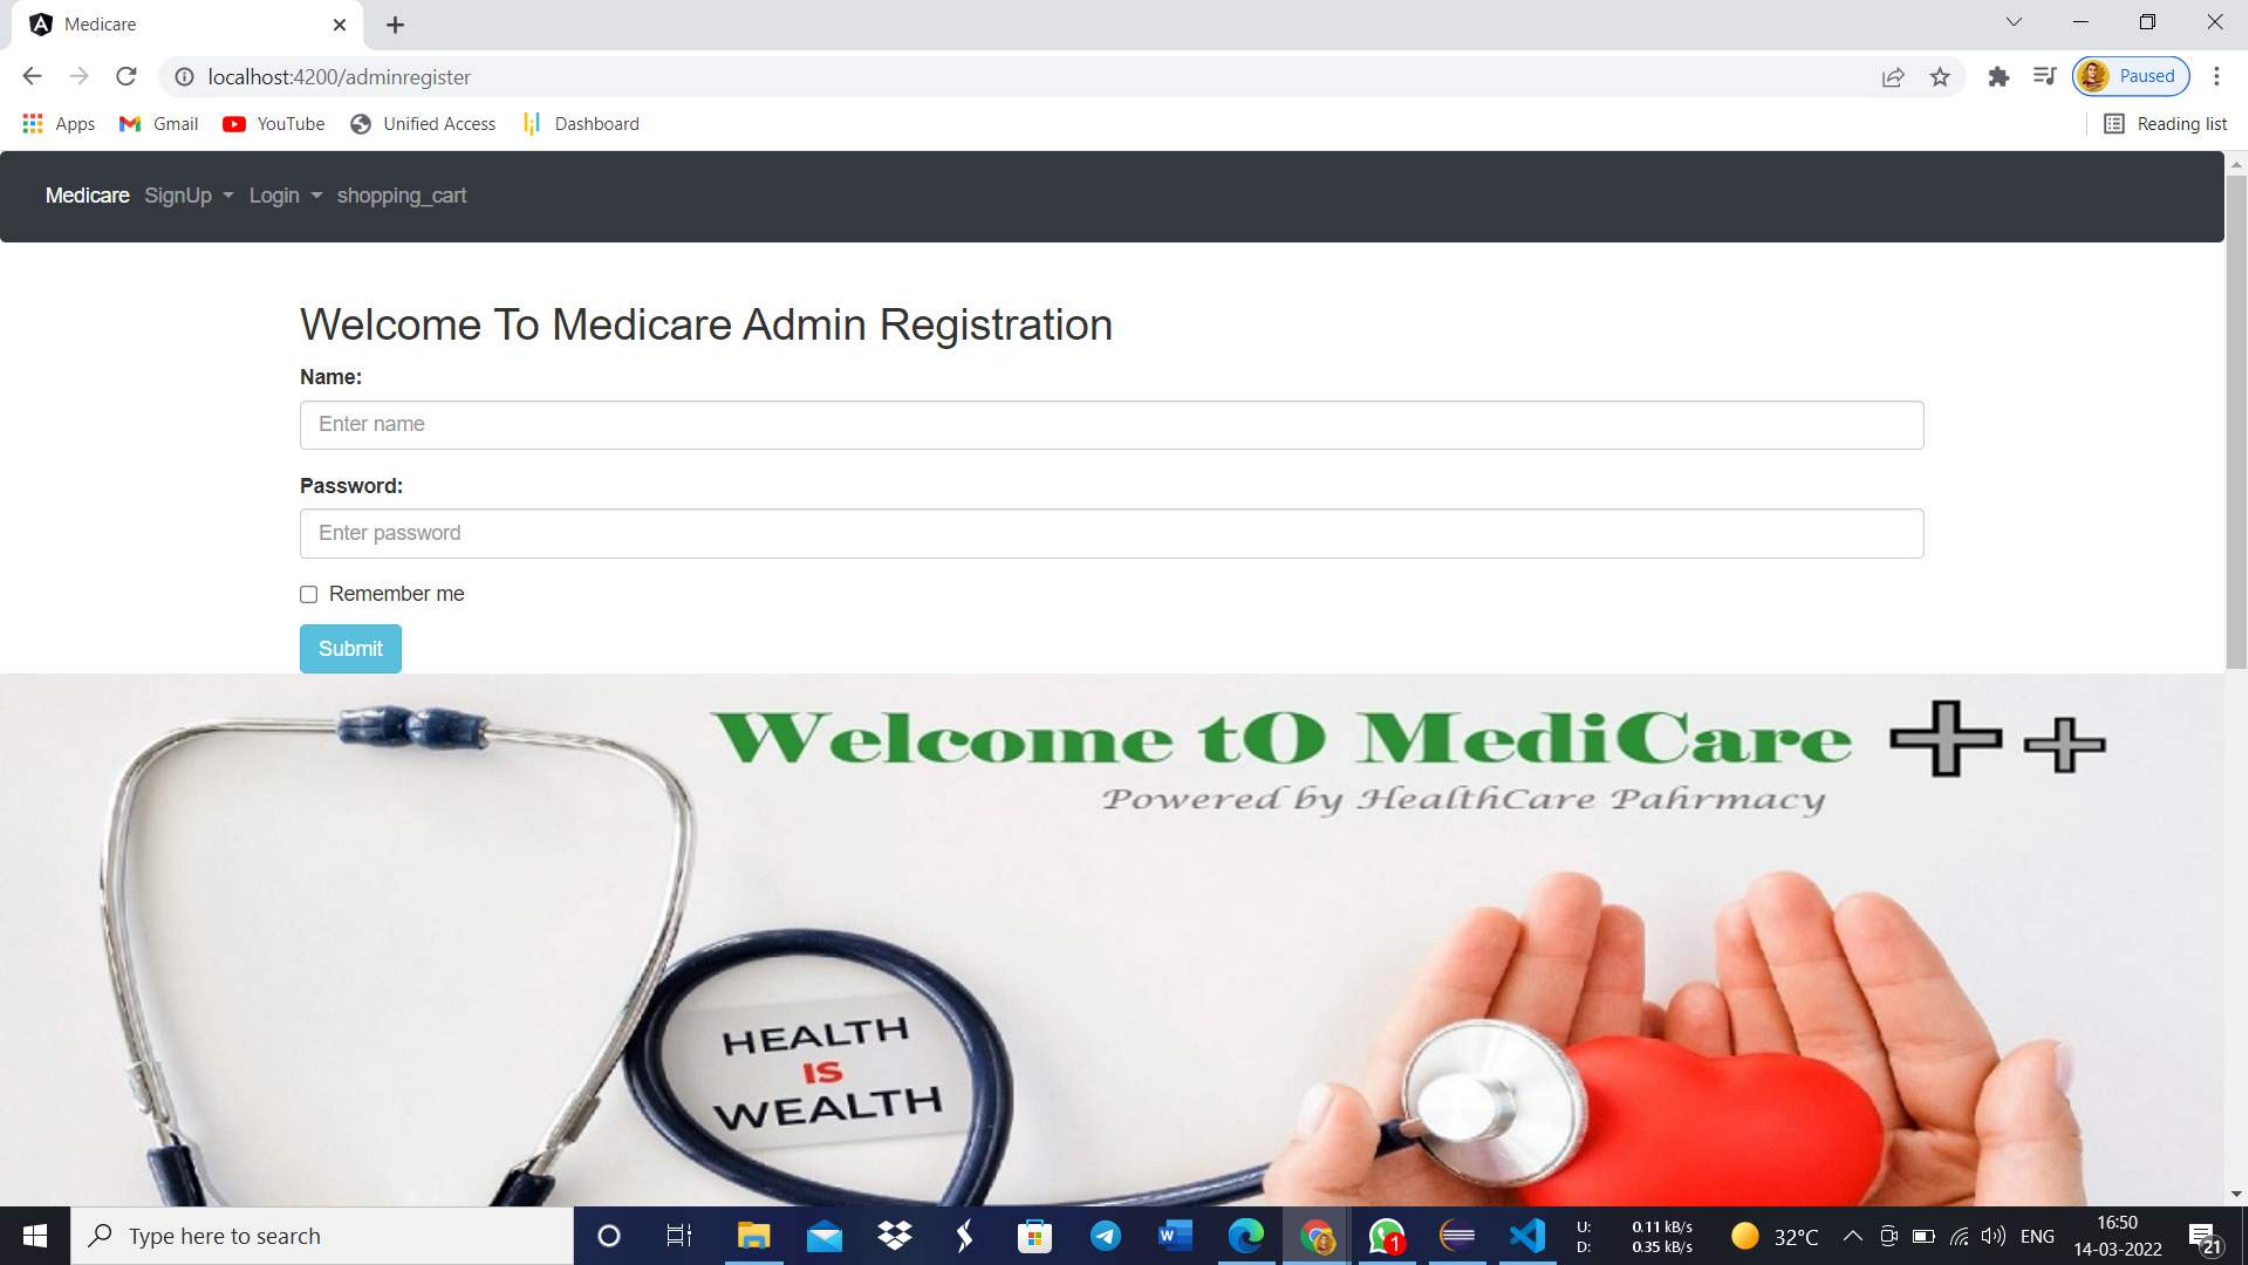 Medicare
localhost:4200/adminregister
Paused
Apps Gmail YouTube Unified Access Dashboard Reading list
Medicare SignUp Login shopping_cart
Welcome To Medicare Admin Registration
Name:
Enter name
Password:
Enter password
Remember me
Submit
Welcome tO MediCare
Powered by HealthCare Pahrmacy
HEALTH
IS
WEALTH
Type here to search
W
1
U: 0.11 kB/s
D: 0.35 kB/s
32°C
ENG
16:50
14-03-2022
21